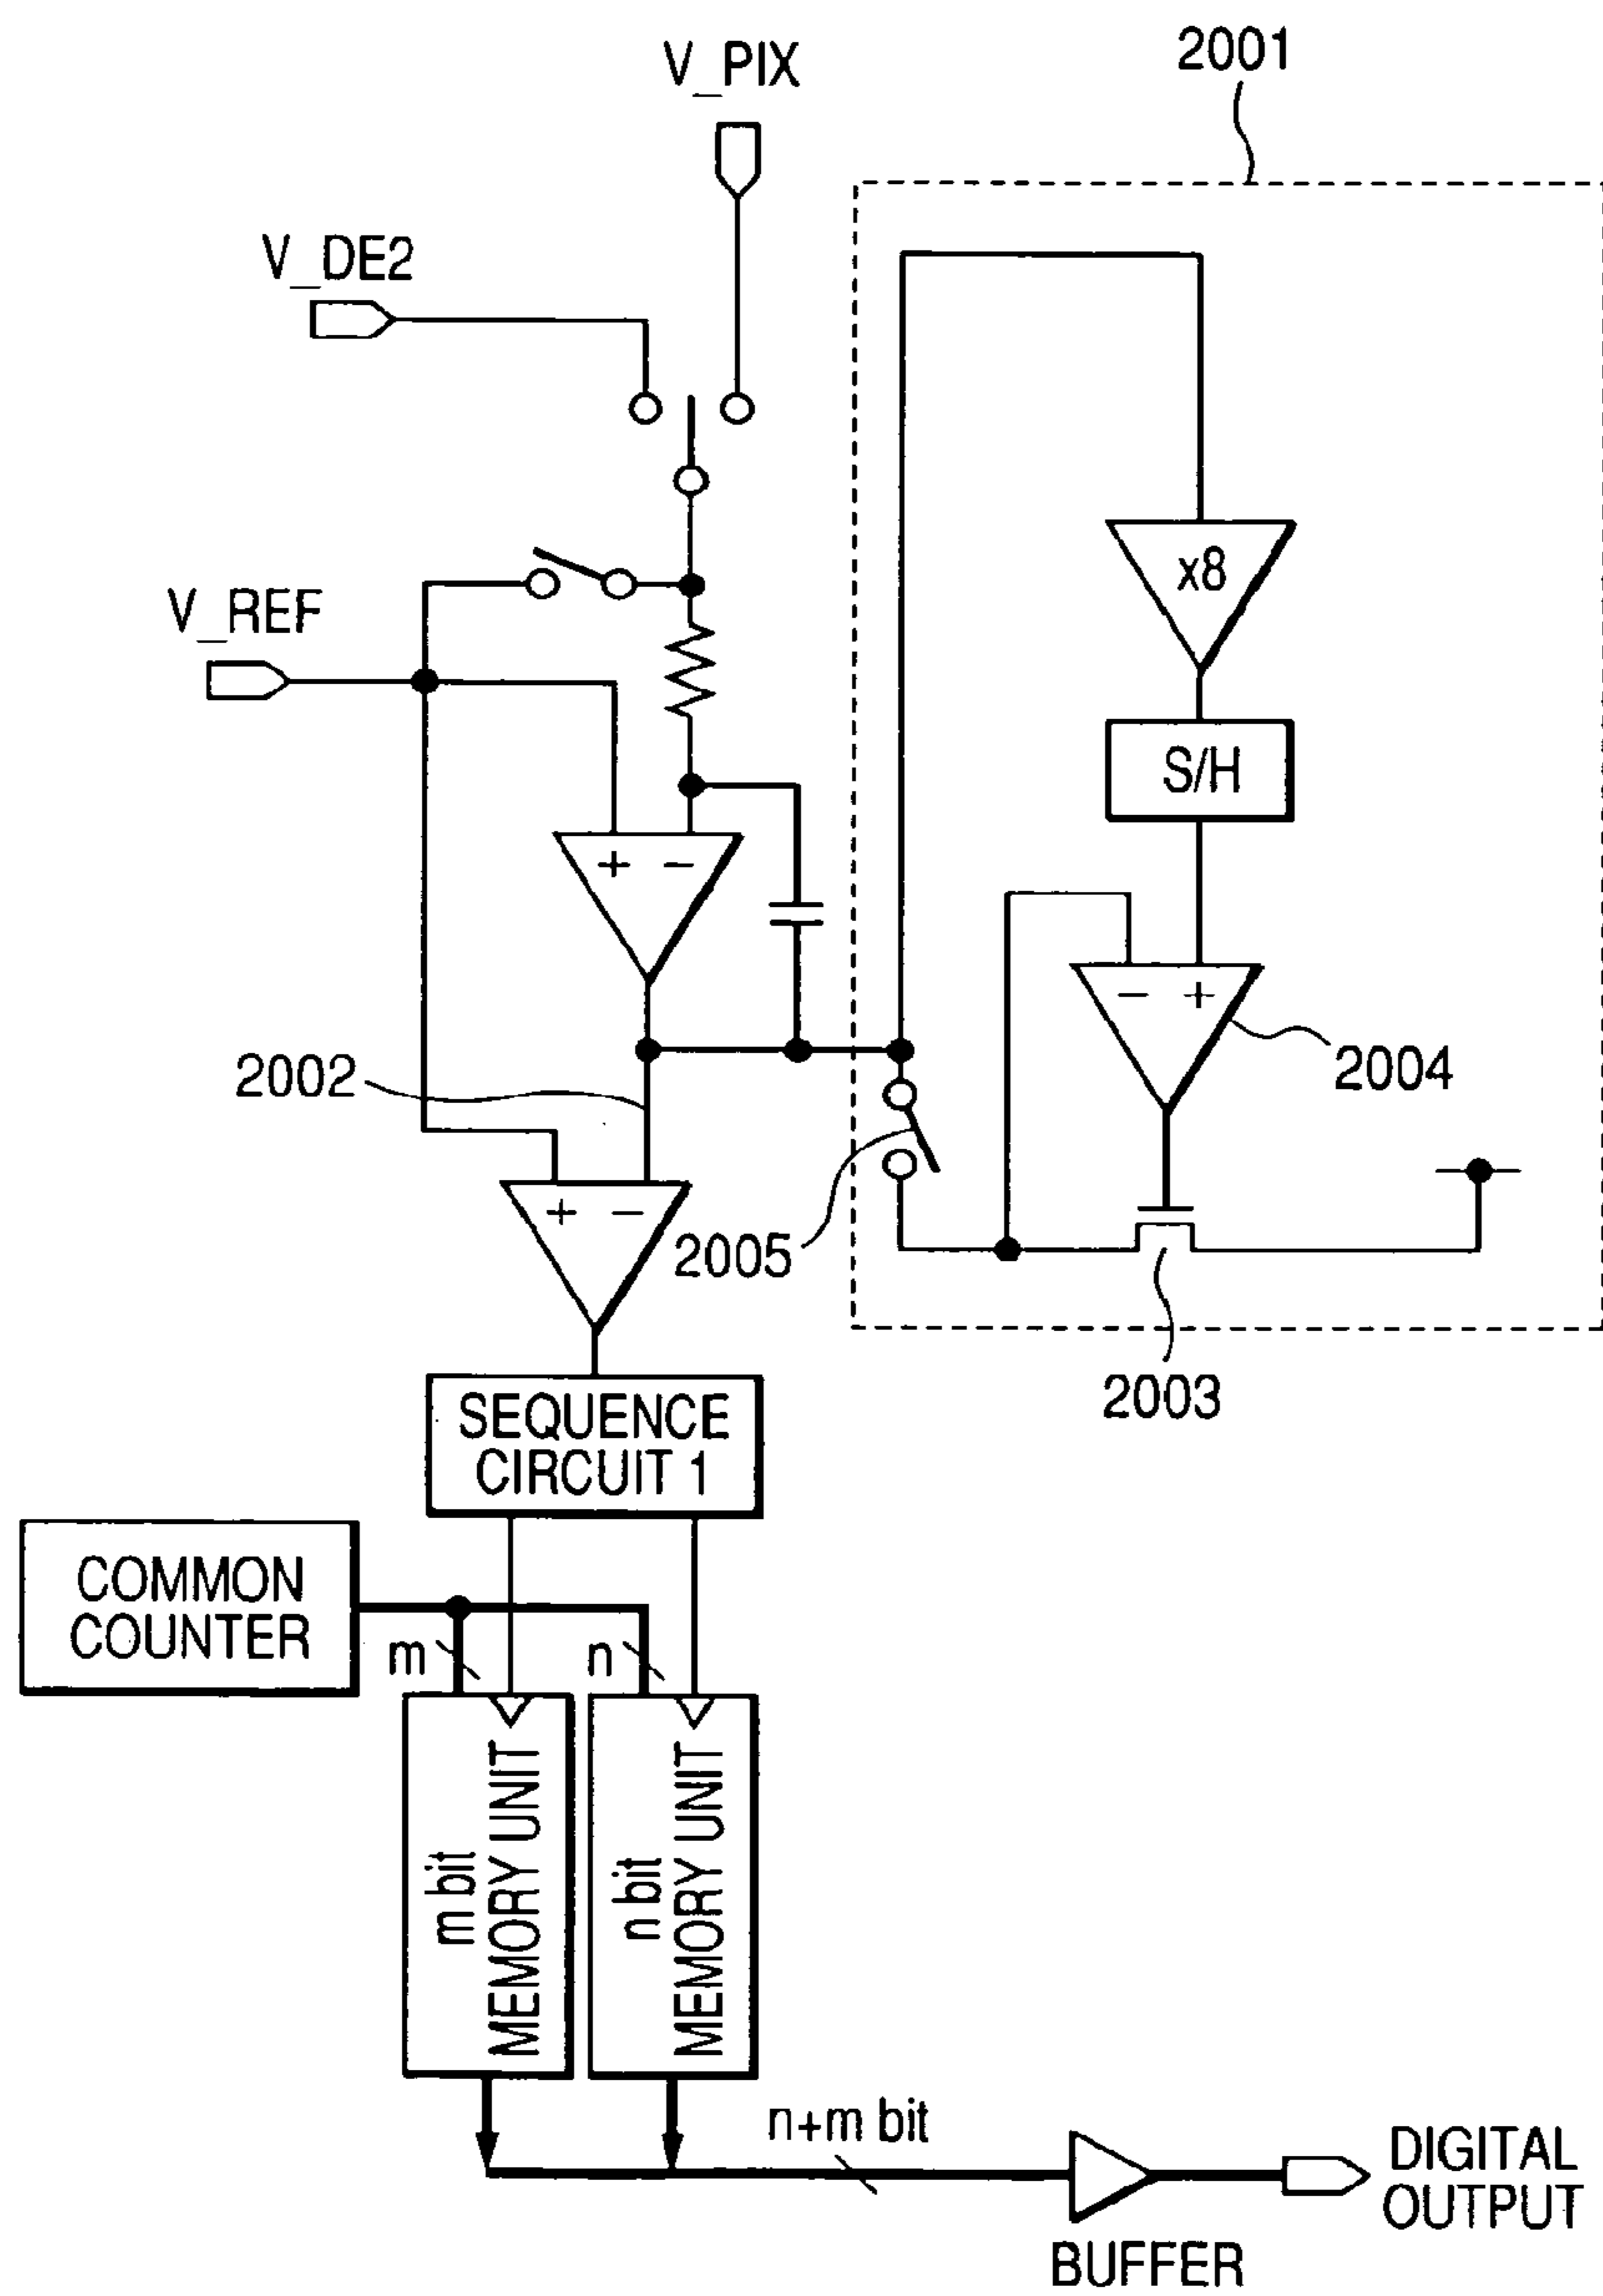 2001
V_PIX
V_DE2
x8
V_REF
S/H
+ −
− +
2002
2004
+ −
2005
2003
SEQUENCE
CIRCUIT 1
COMMON
COUNTER
m
n
m bit
MEMORY UNIT
n bit
MEMORY UNIT
n+m bit
DIGITAL
OUTPUT
BUFFER